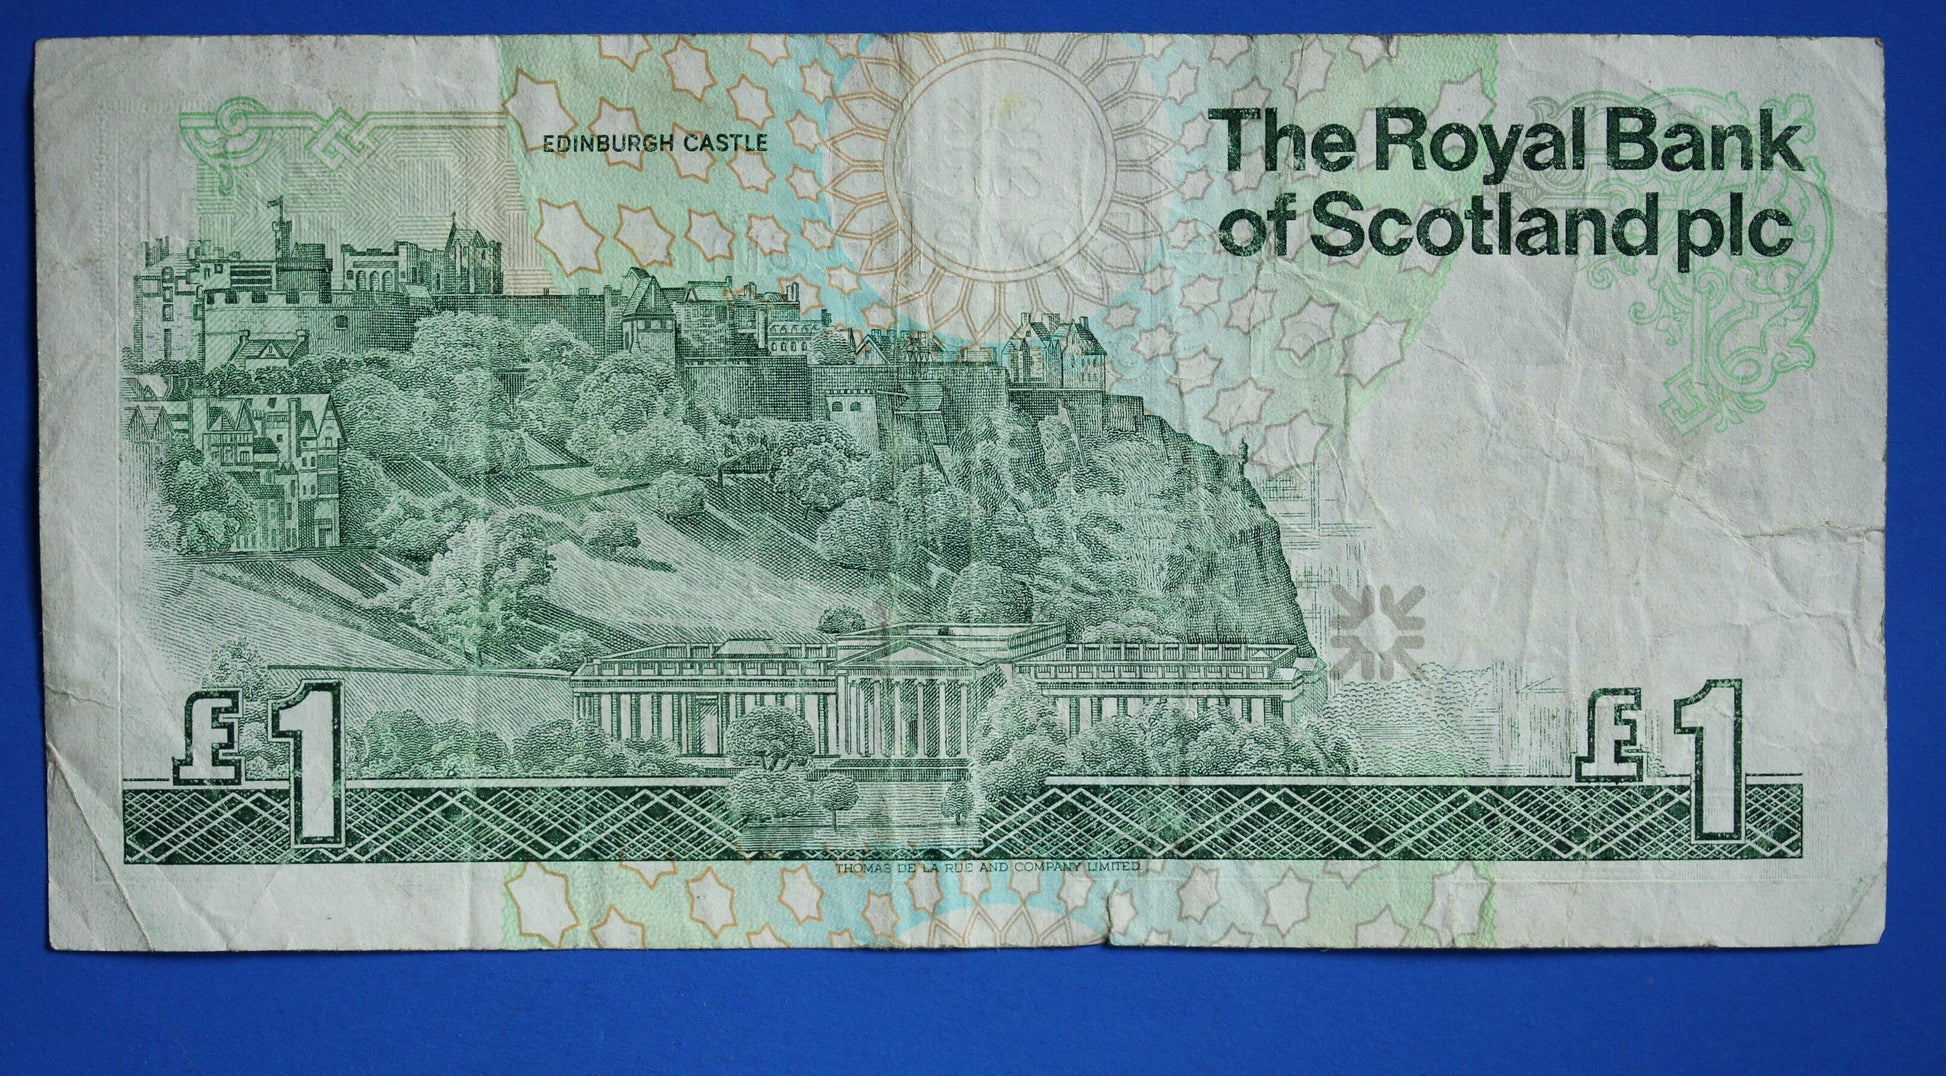 EDINBURGH CASTLE
The Royal Bank
of Scotland plc
£1
£1
THOMAS DE LA RUE AND COMPANY LIMITED